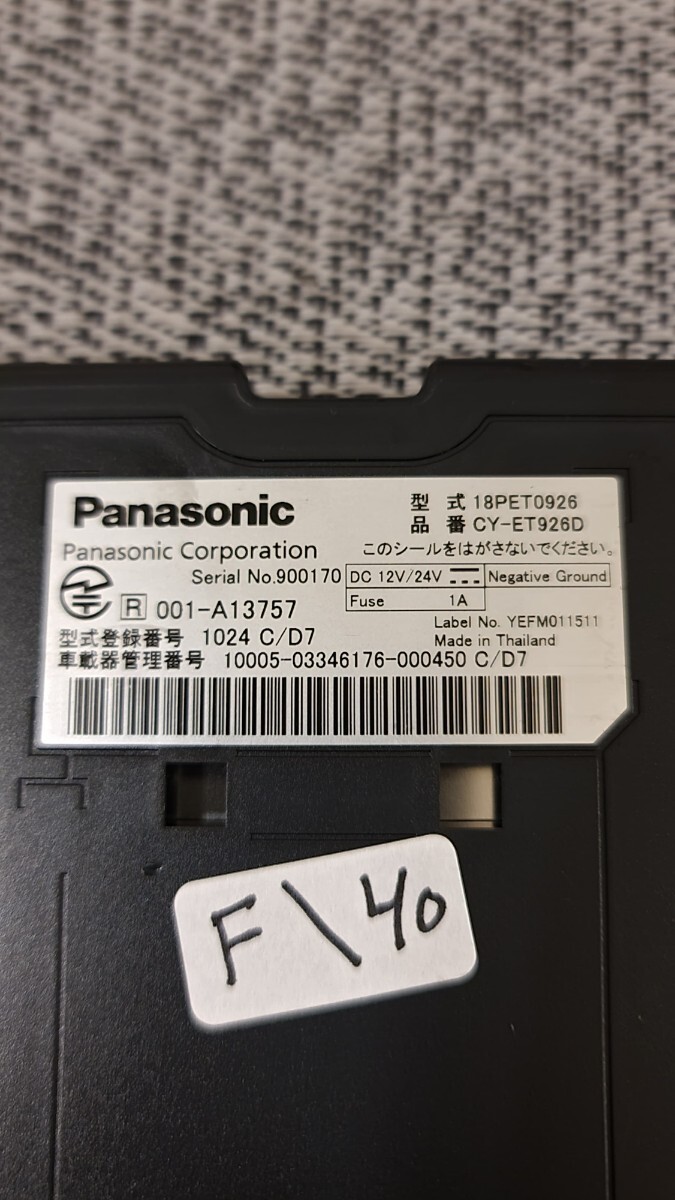 Panasonic
型 式 18PET0926
品 番 CY-ET926D
Panasonic Corporation
このシールをはがさないでください。
Serial No.900170
DC 12V/24V
Negative Ground
Fuse 1A
R 001-A13757
Label No. YEFM011511
型式登録番号 1024 C/D7
Made in Thailand
車載器管理番号 10005-03346176-000450 C/D7
F\40